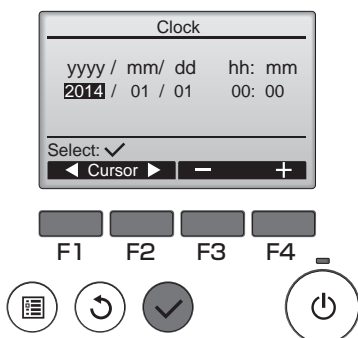 Clock
yyyy / mm/ dd hh: mm
2014 / 01 / 01 00: 00
Select: ✓
◀ Cursor ▶ − +
F1 F2 F3 F4